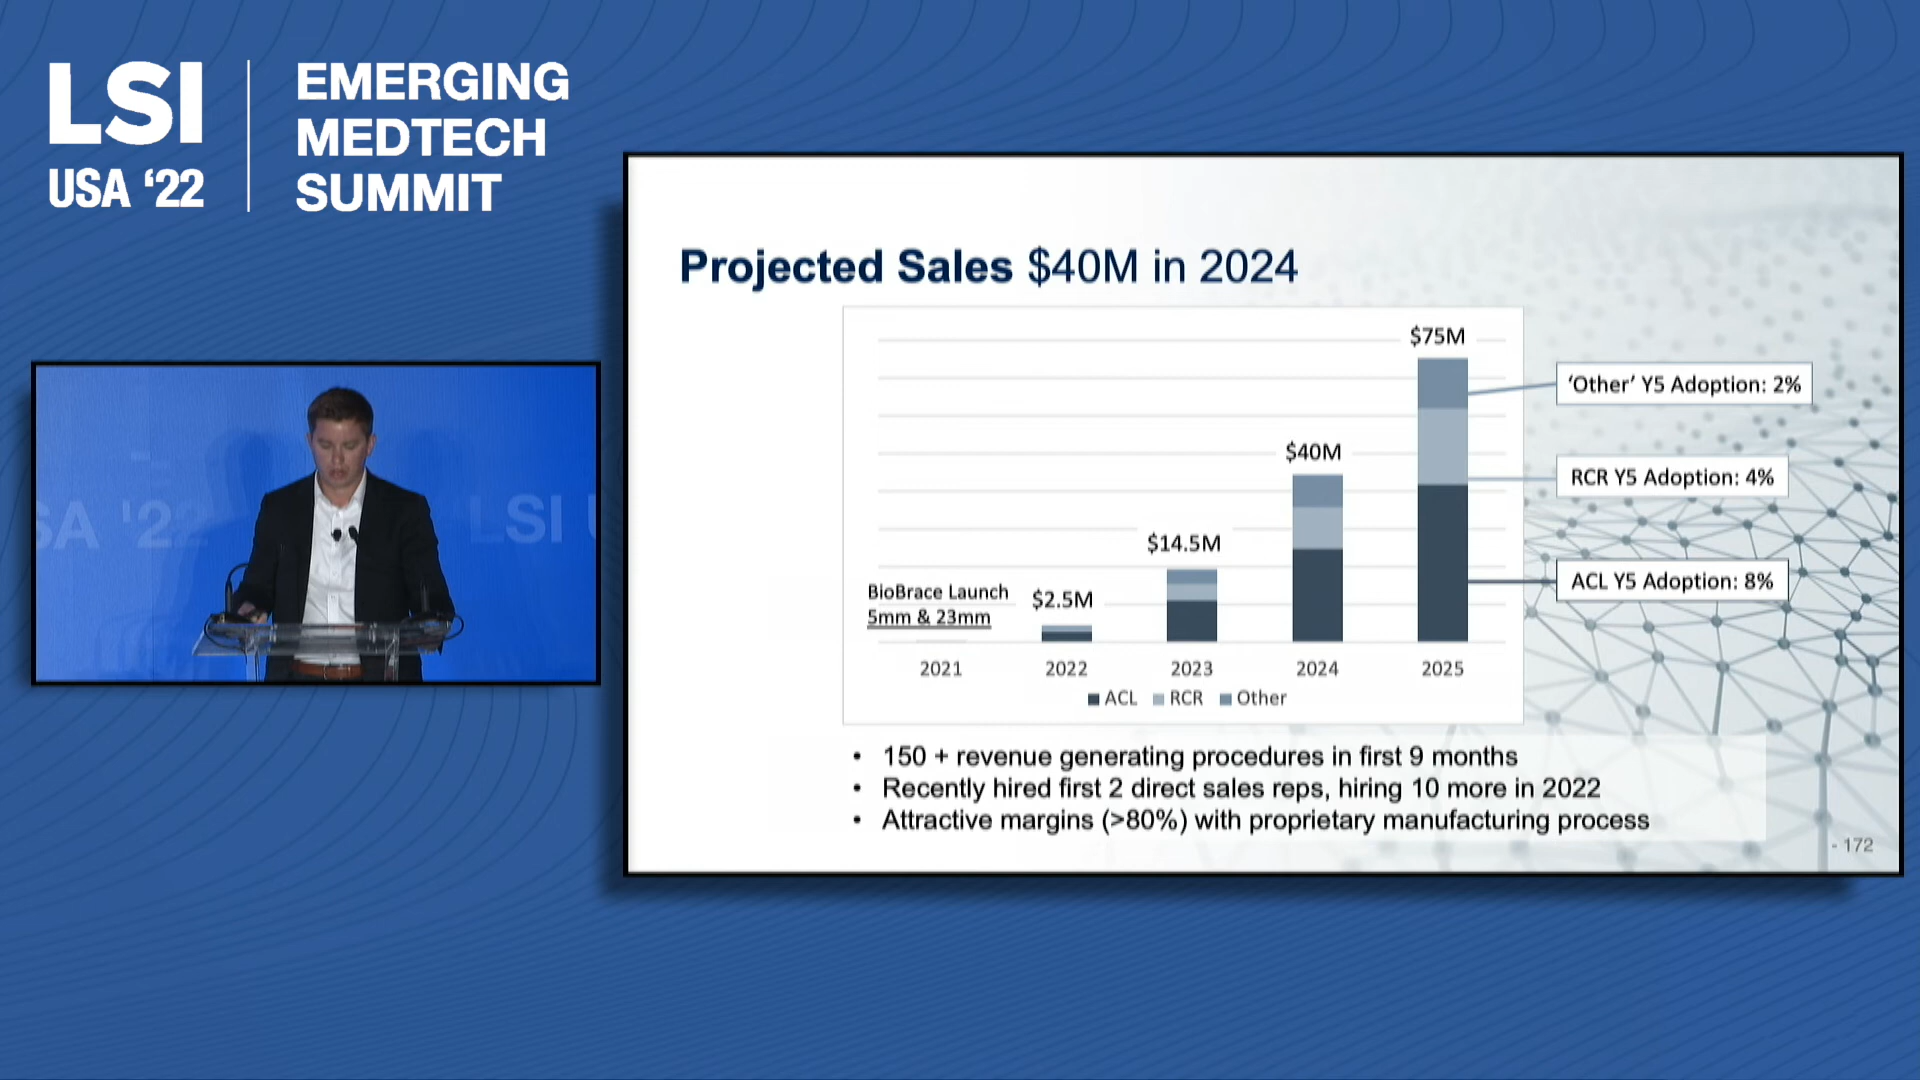 LSI
USA ‘22
EMERGING
MEDTECH
SUMMIT
SA '22
LSI U
Projected Sales $40M in 2024
$75M
$40M
$14.5M
$2.5M
BioBrace Launch
5mm & 23mm
2021 2022 2023 2024 2025
ACL RCR Other
‘Other’ Y5 Adoption: 2%
RCR Y5 Adoption: 4%
ACL Y5 Adoption: 8%
• 150 + revenue generating procedures in first 9 months
• Recently hired first 2 direct sales reps, hiring 10 more in 2022
• Attractive margins (>80%) with proprietary manufacturing process
- 172